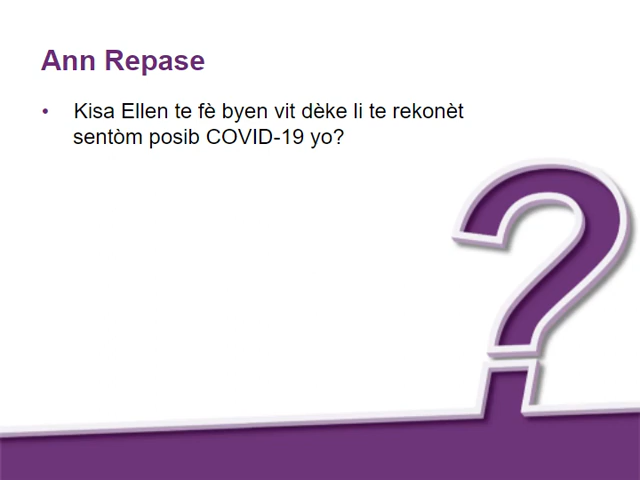 Ann Repase
• Kisa Ellen te fè byen vit dèke li te rekonèt
sentòm posib COVID-19 yo?